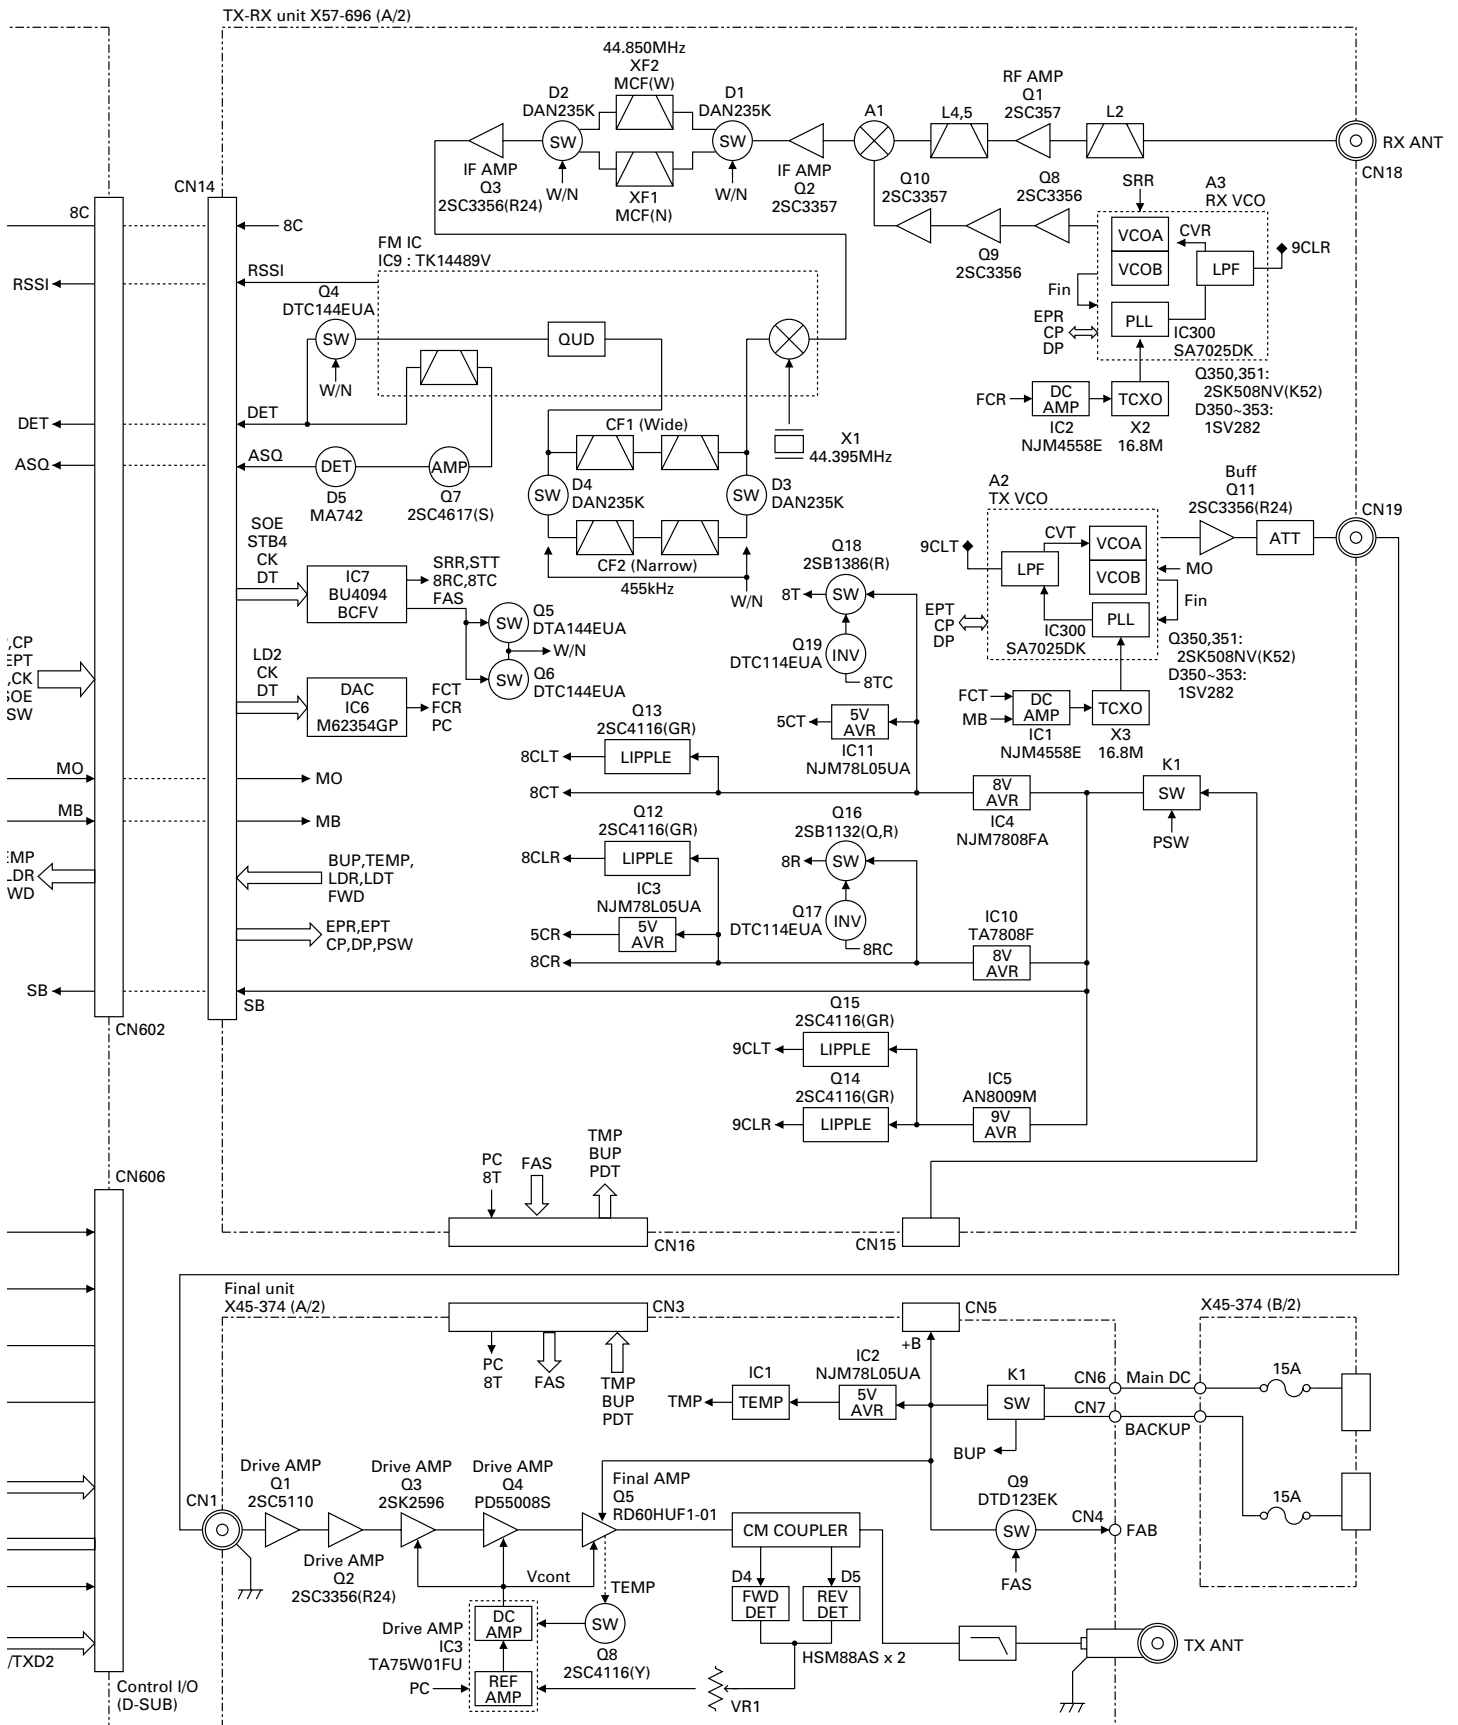 TX-RX unit X57-696 (A/2)
44.850MHz
XF2
MCF(W)
D2
DAN235K
D1
DAN235K
SW
SW
A1
L4,5
RF AMP
Q1
2SC357
L2
RX ANT
CN18
IF AMP
Q3
2SC3356(R24)
W/N
XF1
MCF(N)
W/N
IF AMP
Q2
2SC3357
Q10
2SC3357
Q8
2SC3356
Q9
2SC3356
SRR
A3
RX VCO
VCOA
VCOB
CVR
LPF
9CLR
Fin
EPR
CP
DP
PLL
IC300
SA7025DK
FCR
DC
AMP
IC2
NJM4558E
TCXO
X2
16.8M
Q350,351:
2SK508NV(K52)
D350~353:
1SV282
CN14
8C
8C
RSSI
RSSI
FM IC
IC9 : TK14489V
Q4
DTC144EUA
SW
W/N
QUD
DET
DET
ASQ
ASQ
DET
D5
MA742
AMP
Q7
2SC4617(S)
CF1 (Wide)
X1
44.395MHz
SW
D4
DAN235K
SW
D3
DAN235K
CF2 (Narrow)
455kHz
W/N
A2
TX VCO
Buff
Q11
2SC3356(R24)
ATT
CN19
9CLT
CVT
LPF
VCOA
VCOB
MO
Fin
EPT
CP
DP
PLL
IC300
SA7025DK
Q350,351:
2SK508NV(K52)
D350~353:
1SV282
FCT
MB
DC
AMP
IC1
NJM4558E
TCXO
X3
16.8M
SOE
STB4
CK
DT
IC7
BU4094
BCFV
SRR,STT
8RC,8TC
FAS
SW
Q5
DTA144EUA
W/N
SW
Q6
DTC144EUA
LD2
CK
DT
DAC
IC6
M62354GP
FCT
FCR
PC
,CP
EPT
,CK
SOE
SW
Q18
2SB1386(R)
8T
SW
Q19
DTC114EUA
INV
8TC
5CT
5V
AVR
IC11
NJM78L05UA
Q13
2SC4116(GR)
8CLT
LIPPLE
8CT
8V
AVR
IC4
NJM7808FA
K1
SW
PSW
MO
MO
MB
MB
EMP
LDR
WD
BUP,TEMP,
LDR,LDT
FWD
EPR,EPT
CP,DP,PSW
Q12
2SC4116(GR)
8CLR
LIPPLE
IC3
NJM78L05UA
5CR
5V
AVR
8CR
Q16
2SB1132(Q,R)
8R
SW
Q17
DTC114EUA
INV
8RC
IC10
TA7808F
8V
AVR
SB
SB
CN602
Q15
2SC4116(GR)
9CLT
LIPPLE
Q14
2SC4116(GR)
9CLR
LIPPLE
IC5
AN8009M
9V
AVR
CN606
PC
8T
FAS
TMP
BUP
PDT
CN16
CN15
Final unit
X45-374 (A/2)
CN3
CN5
X45-374 (B/2)
PC
8T
FAS
TMP
BUP
PDT
+B
TMP
IC1
TEMP
IC2
NJM78L05UA
5V
AVR
K1
SW
BUP
CN6
Main DC
CN7
BACKUP
15A
15A
Q9
DTD123EK
SW
FAS
CN4
FAB
CN1
Drive AMP
Q1
2SC5110
Drive AMP
Q2
2SC3356(R24)
Drive AMP
Q3
2SK2596
Drive AMP
Q4
PD55008S
Final AMP
Q5
RD60HUF1-01
Vcont
TEMP
SW
Q8
2SC4116(Y)
Drive AMP
IC3
TA75W01FU
DC
AMP
REF
AMP
PC
CM COUPLER
D4
FWD
DET
D5
REV
DET
HSM88AS x 2
VR1
TX ANT
/TXD2
Control I/O
(D-SUB)